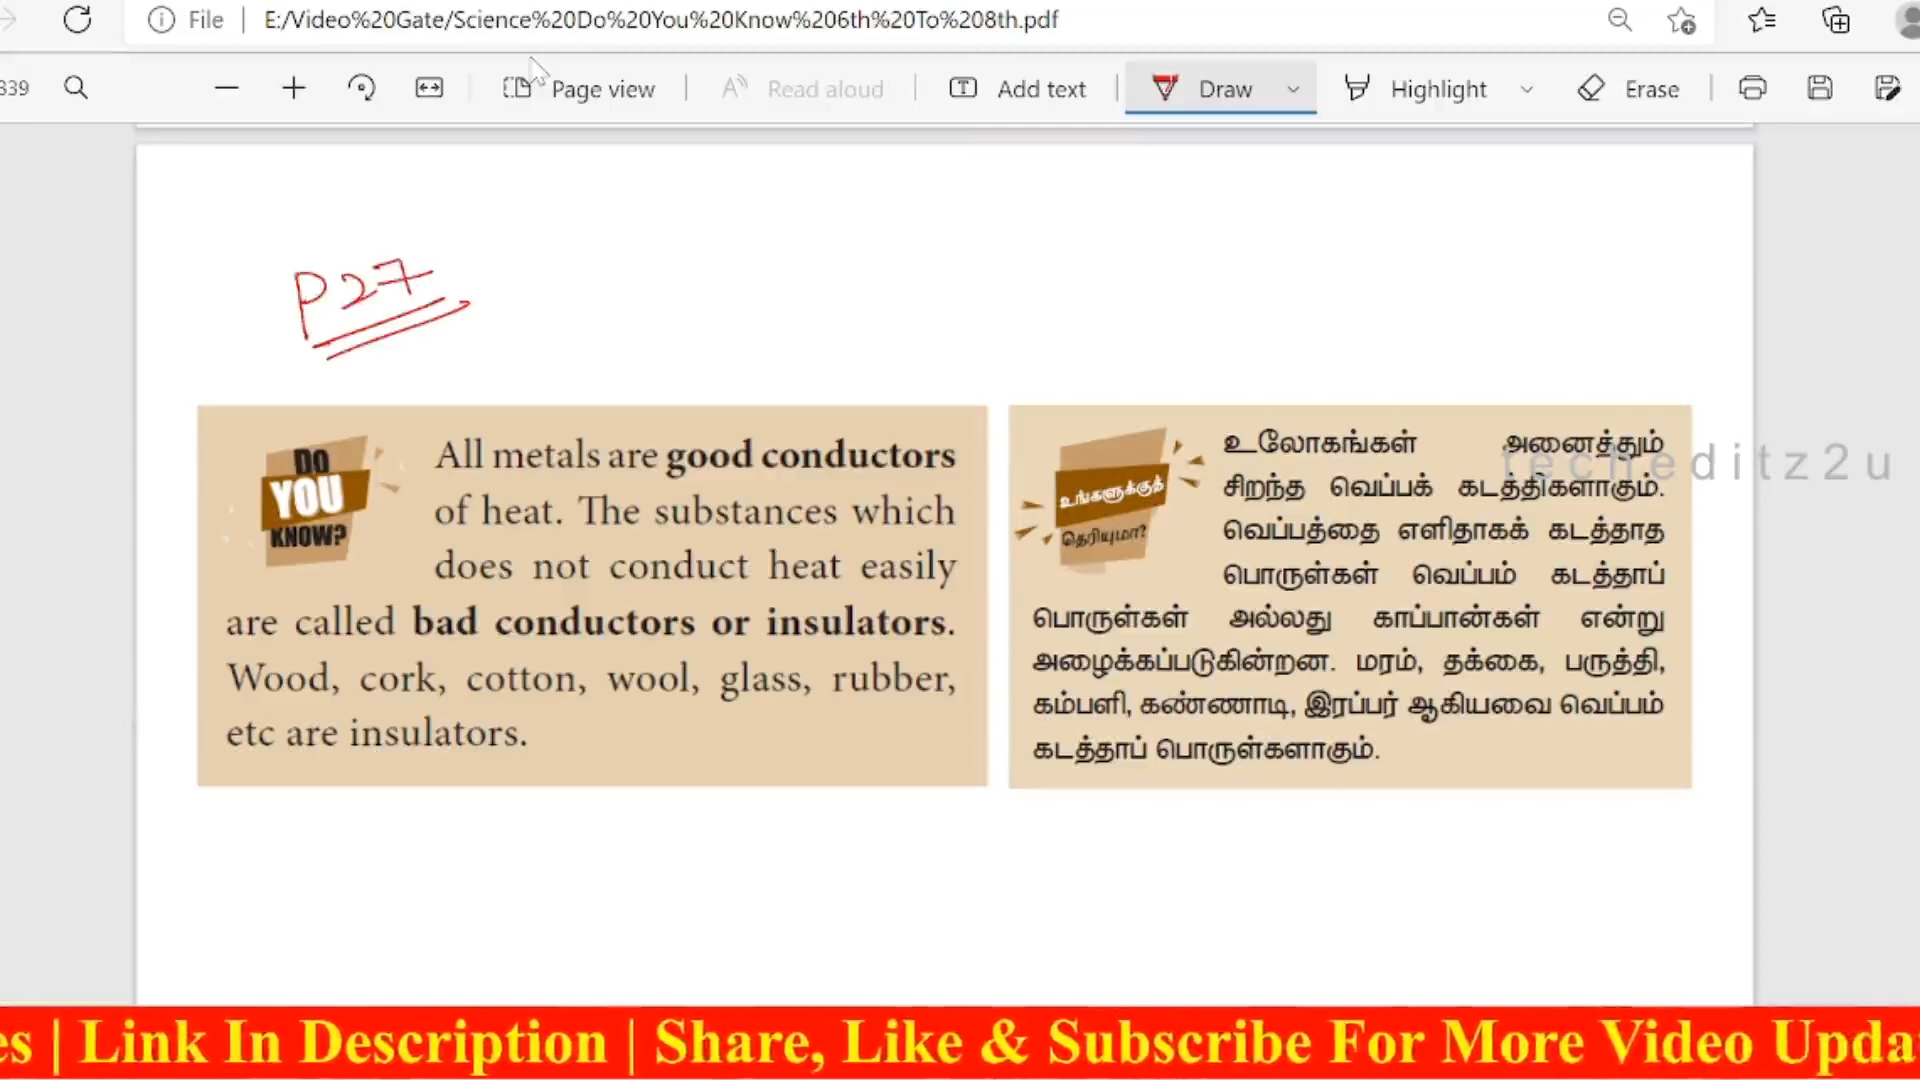 File | E:/Video%20Gate/Science%20Do%20You%20Know%206th%20To%208th.pdf
339 Page view Read aloud Add text Draw Highlight Erase
P27
DO YOU KNOW?
All metals are good conductors
of heat. The substances which
does not conduct heat easily
are called bad conductors or insulators.
Wood, cork, cotton, wool, glass, rubber,
etc are insulators.
உங்களுக்குத் தெரியுமா?
உலோகங்கள் அனைத்தும்
சிறந்த வெப்பக் கடத்திகளாகும்.
வெப்பத்தை எளிதாகக் கடத்தாத
பொருள்கள் வெப்பம் கடத்தாப்
பொருள்கள் அல்லது காப்பான்கள் என்று
அழைக்கப்படுகின்றன. மரம், தக்கை, பருத்தி,
கம்பளி, கண்ணாடி, இரப்பர் ஆகியவை வெப்பம்
கடத்தாப் பொருள்களாகும்.
techeditz2u
es | Link In Description | Share, Like & Subscribe For More Video Upda